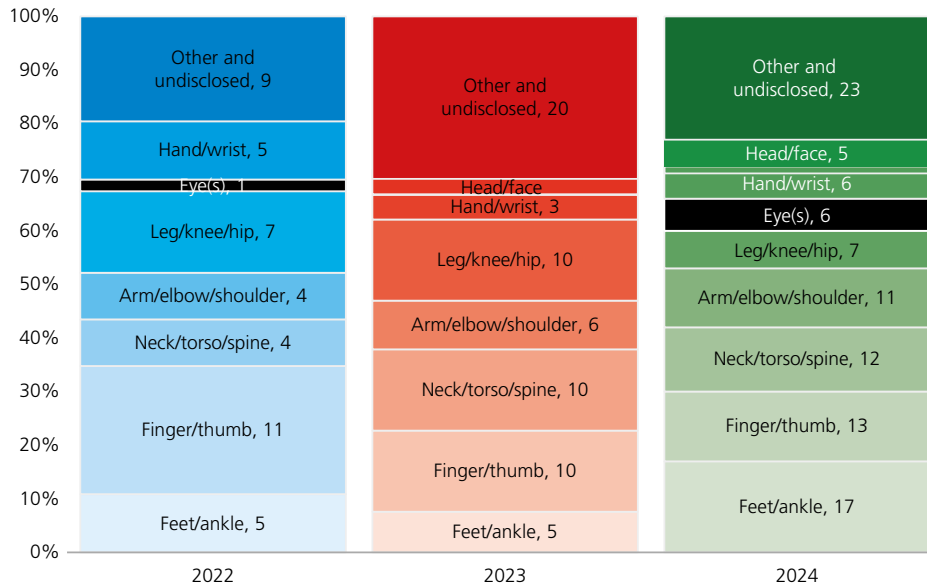 100%
90%
80%
70%
60%
50%
40%
30%
20%
10%
0%
Other and
undisclosed, 9
Hand/wrist, 5
Eye(s), 1
Leg/knee/hip, 7
Arm/elbow/shoulder, 4
Neck/torso/spine, 4
Finger/thumb, 11
Feet/ankle, 5
2022
Other and
undisclosed, 20
Head/face
Hand/wrist, 3
Leg/knee/hip, 10
Arm/elbow/shoulder, 6
Neck/torso/spine, 10
Finger/thumb, 10
Feet/ankle, 5
2023
Other and
undisclosed, 23
Head/face, 5
Hand/wrist, 6
Eye(s), 6
Leg/knee/hip, 7
Arm/elbow/shoulder, 11
Neck/torso/spine, 12
Finger/thumb, 13
Feet/ankle, 17
2024